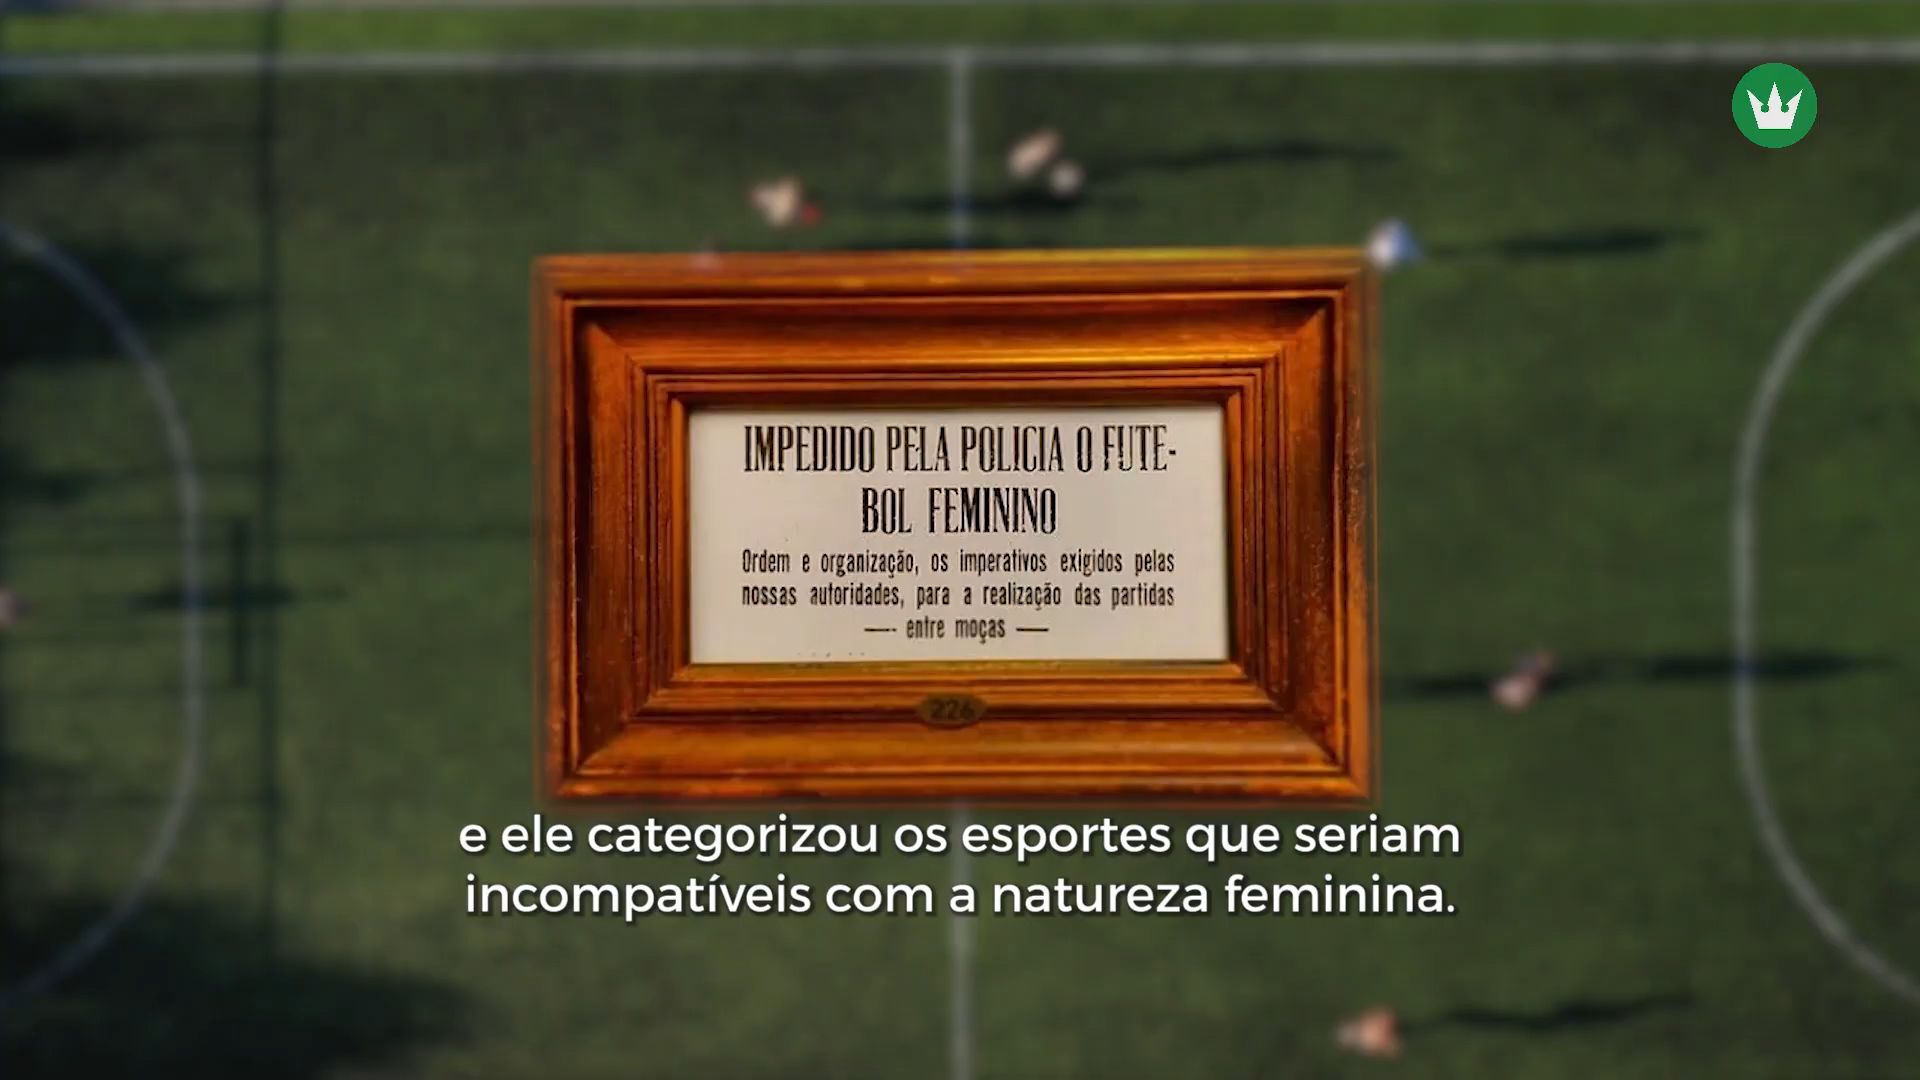 IMPEDIDO PELA POLICIA O FUTE-
BOL FEMININO
Ordem e organização, os imperativos exigidos pelas
nossas autoridades, para a realização das partidas
— entre moças —
226
e ele categorizou os esportes que seriam
incompatíveis com a natureza feminina.